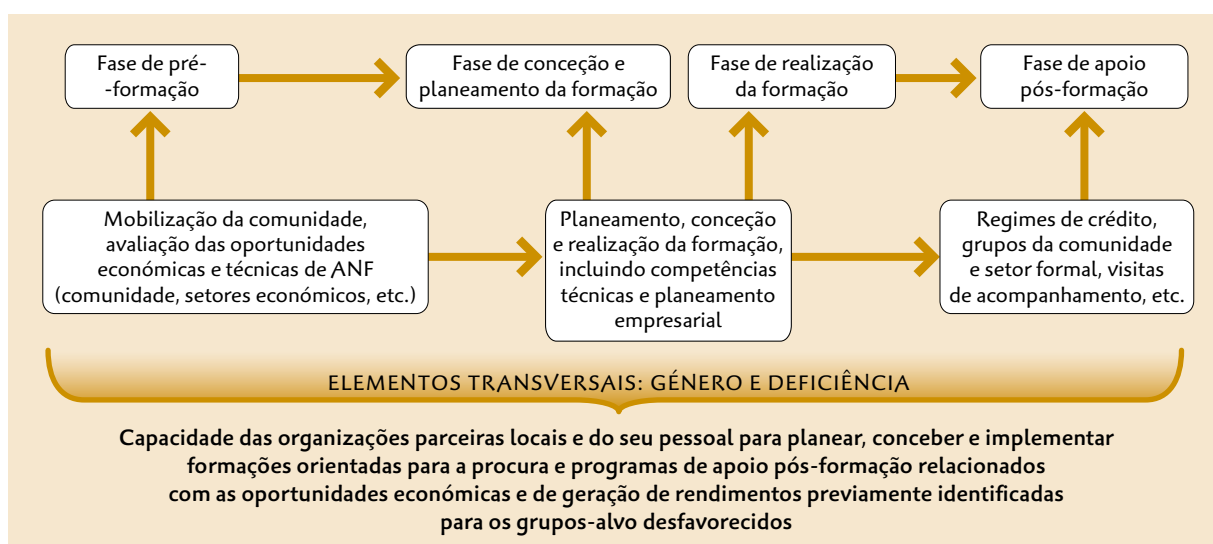 Fase de pré-
-formação
Fase de conceção e
planeamento da formação
Fase de realização
da formação
Fase de apoio
pós-formação
Mobilização da comunidade,
avaliação das oportunidades
económicas e técnicas de ANF
(comunidade, setores económicos, etc.)
Planeamento, conceção
e realização da formação,
incluindo competências
técnicas e planeamento
empresarial
Regimes de crédito,
grupos da comunidade
e setor formal, visitas
de acompanhamento, etc.
ELEMENTOS TRANSVERSAIS: GÉNERO E DEFICIÊNCIA
Capacidade das organizações parceiras locais e do seu pessoal para planear, conceber e implementar
formações orientadas para a procura e programas de apoio pós-formação relacionados
com as oportunidades económicas e de geração de rendimentos previamente identificadas
para os grupos-alvo desfavorecidos